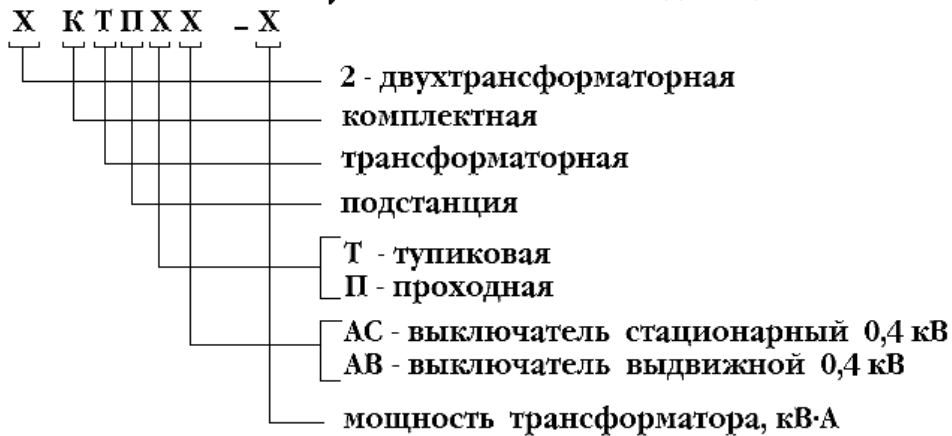 Х КТПХХ - Х
2 - двухтрансформаторная
комплектная
трансформаторная
подстанция
Т - тупиковая
П - проходная
АС - выключатель стационарный 0,4 кВ
АВ - выключатель выдвижной 0,4 кВ
мощность трансформатора, кВ·А